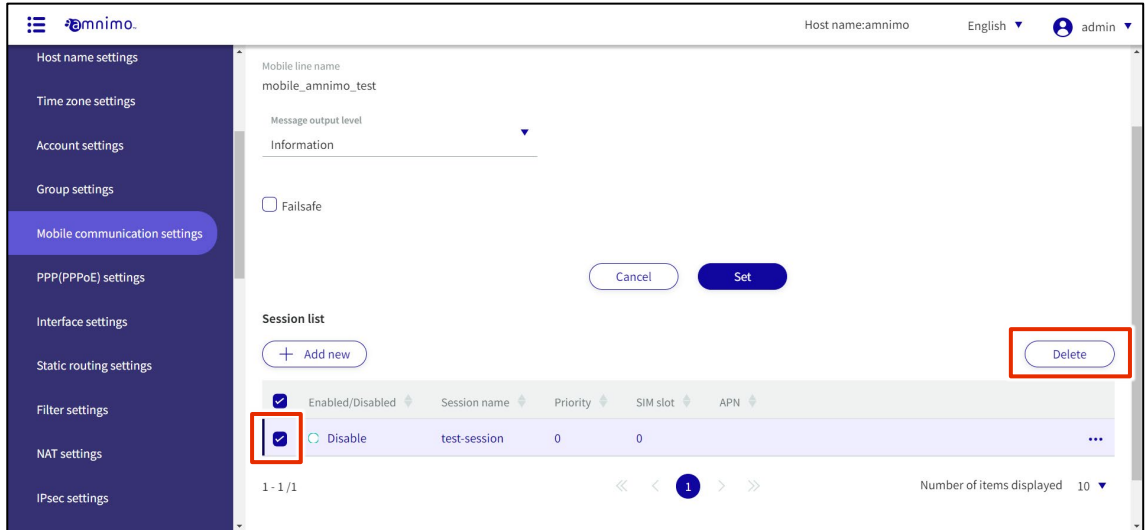 amnimo
Host name:amnimo
English
admin
Host name settings
Time zone settings
Account settings
Group settings
Mobile communication settings
PPP(PPPoE) settings
Interface settings
Static routing settings
Filter settings
NAT settings
IPsec settings
Mobile line name
mobile_amnimo_test
Message output level
Information
Failsafe
Cancel Set
Session list
+ Add new Delete
Enabled/Disabled Session name Priority SIM slot APN
Disable test-session 0 0 •••
1 - 1 /1 « < 1 > » Number of items displayed 10